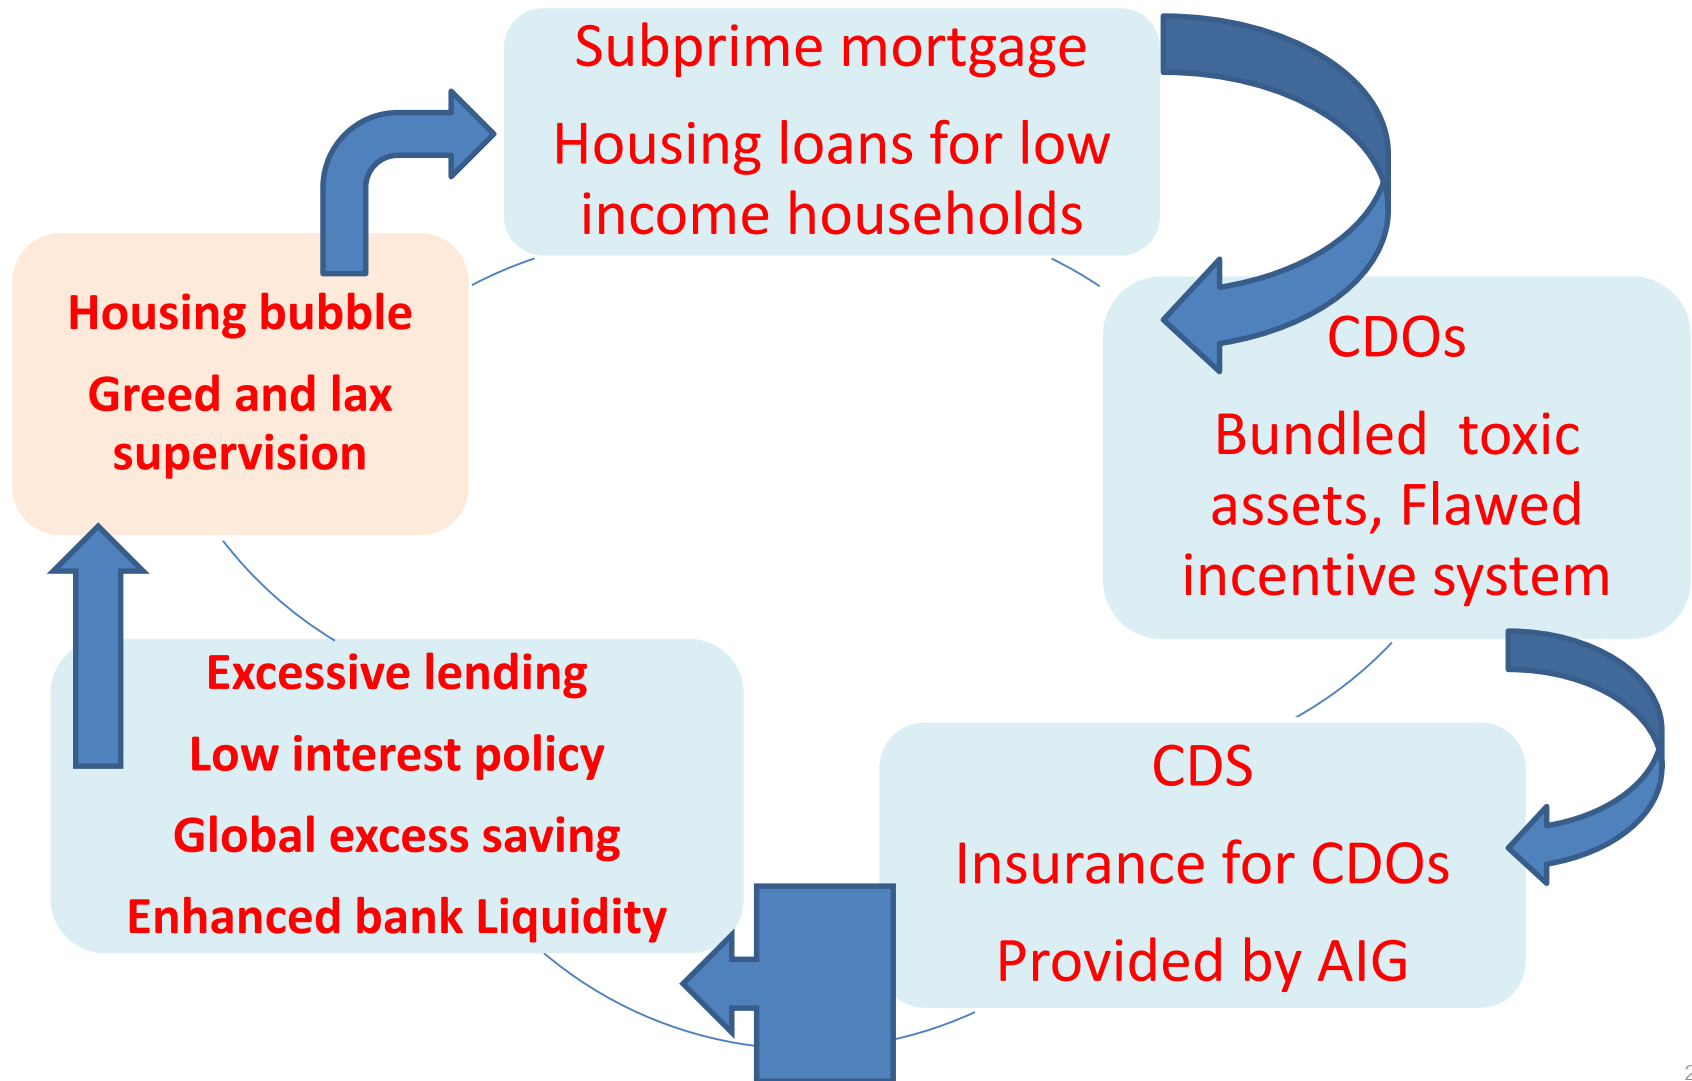 Subprime mortgage
Housing loans for low
income households
Housing bubble
Greed and lax
supervision
CDOs
Bundled  toxic
assets, Flawed
incentive system
Excessive lending
Low interest policy
Global excess saving
Enhanced bank Liquidity
CDS
Insurance for CDOs
Provided by AIG
2